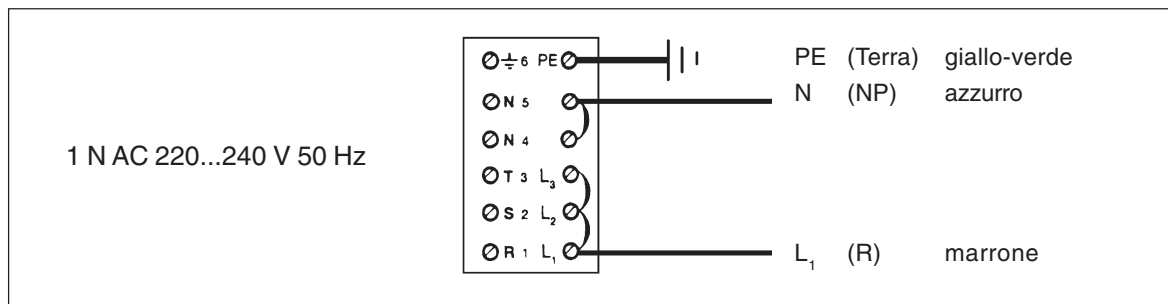 ⏚ 6 PE
PE (Terra) giallo-verde
N 5
N (NP) azzurro
N 4
1 N AC 220...240 V 50 Hz
T 3 L₃
S 2 L₂
R 1 L₁
L₁ (R) marrone